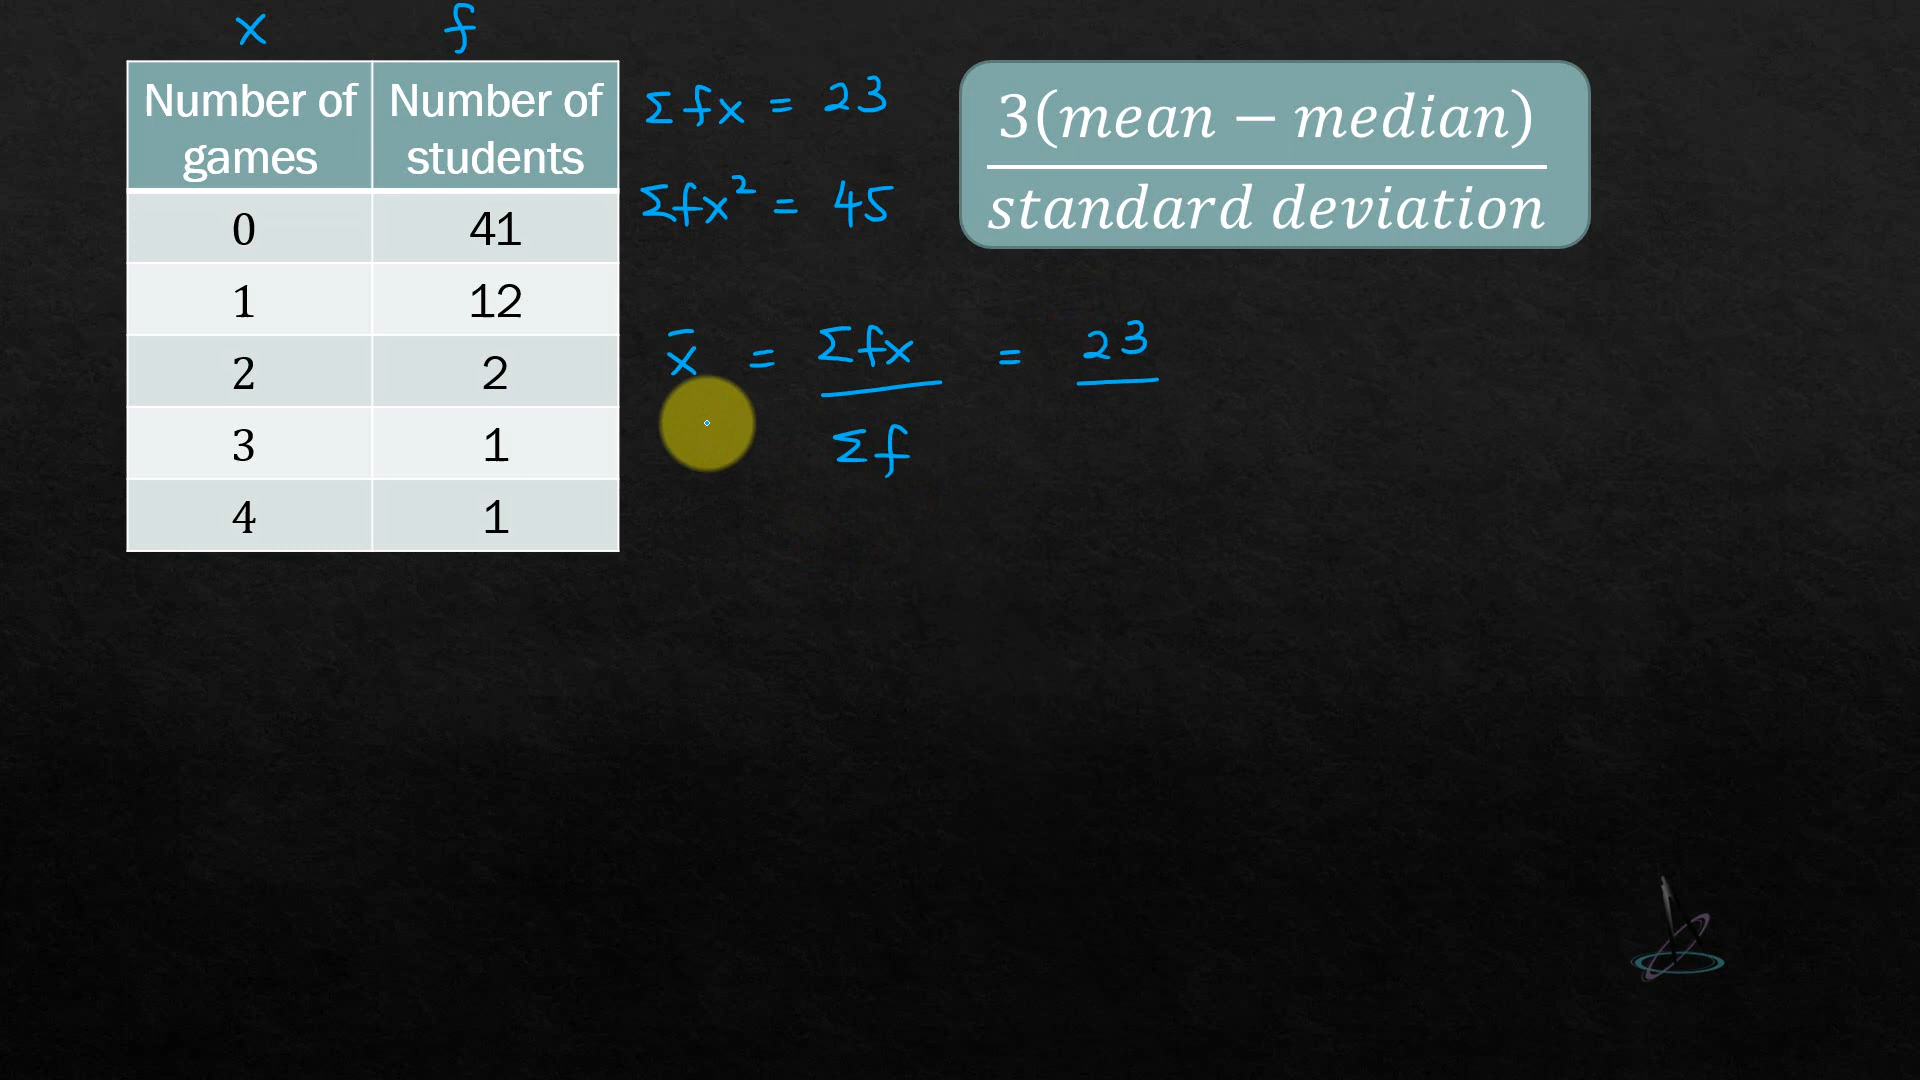 x f
Number of games Number of students
0 41
1 12
2 2
3 1
4 1
Σfx = 23
Σfx² = 45
3(mean − median)
standard deviation
x̄ = Σfx = 23
Σf